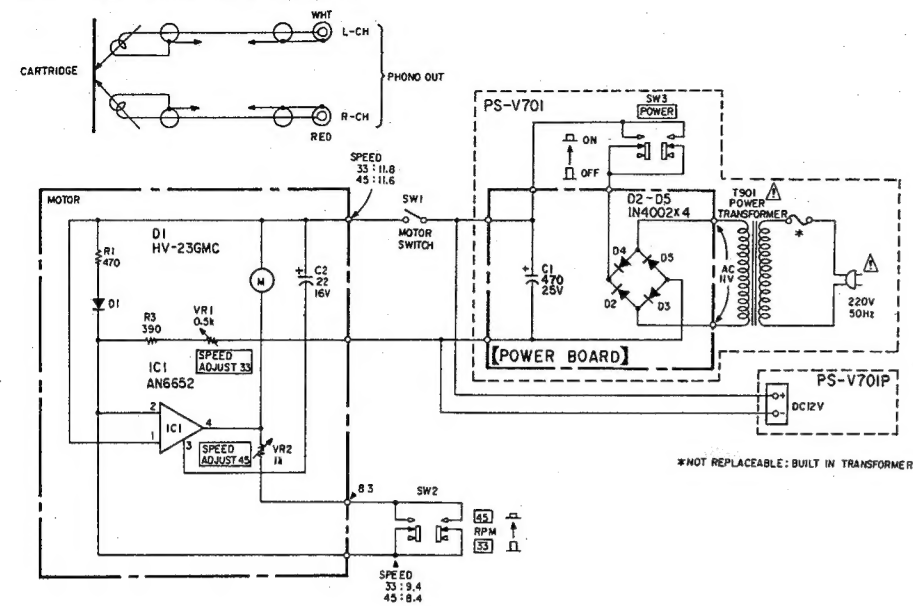 WHT
L-CH
CARTRIDGE
PHONO OUT
R-CH
RED
PS-V701
SW3
POWER
ON
OFF
SPEED
33:11.8
45:11.6
MOTOR
SW1
MOTOR
SWITCH
D1
HV-23GMC
R1
470
M
C2
22
16V
D1
R3
390
VR1
0.5k
SPEED
ADJUST 33
IC1
AN6652
2
1
IC1
4
3
SPEED
ADJUST 45
VR2
1k
D2-D5
1N4002×4
C1
470
25V
D4
D5
D2
D3
T901
POWER
TRANSFORMER
AC
11V
*
220V
50Hz
【POWER BOARD】
PS-V701P
+
-
DC12V
*NOT REPLACEABLE: BUILT IN TRANSFORMER
8.3
SW2
45
RPM
33
SPEED
33:9.4
45:8.4